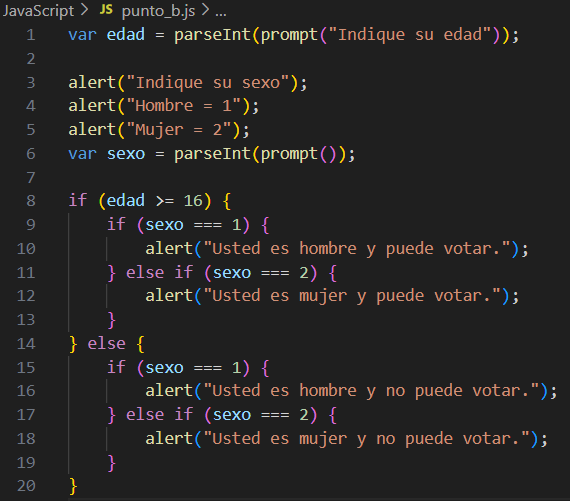 JavaScript > JS punto_b.js > ...
1 var edad = parseInt(prompt("Indique su edad"));
2
3 alert("Indique su sexo");
4 alert("Hombre = 1");
5 alert("Mujer = 2");
6 var sexo = parseInt(prompt());
7
8 if (edad >= 16) {
9     if (sexo === 1) {
10         alert("Usted es hombre y puede votar.");
11     } else if (sexo === 2) {
12         alert("Usted es mujer y puede votar.");
13     }
14 } else {
15     if (sexo === 1) {
16         alert("Usted es hombre y no puede votar.");
17     } else if (sexo === 2) {
18         alert("Usted es mujer y no puede votar.");
19     }
20 }